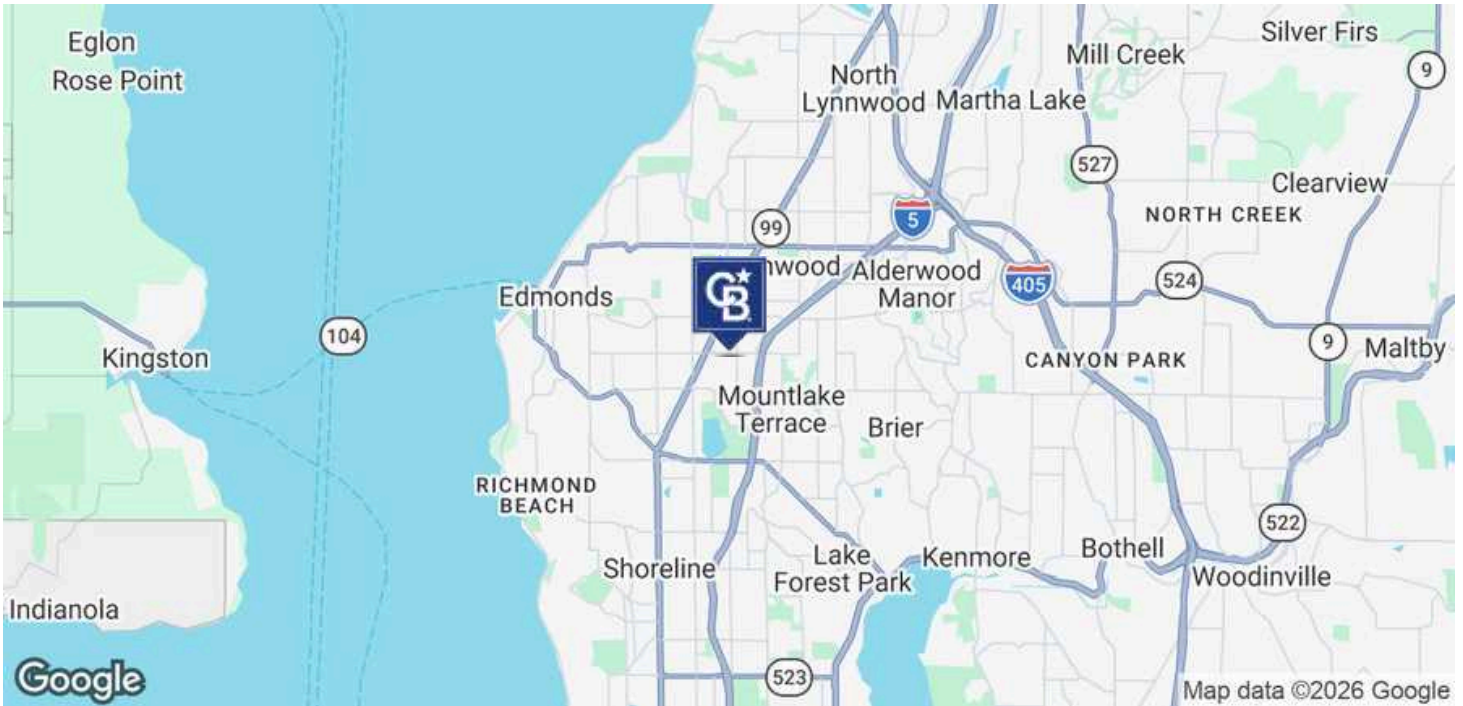 Eglon
Rose Point
Silver Firs
Mill Creek
9
North
Lynnwood
Martha Lake
527
Clearview
NORTH CREEK
99
5
nwood
Alderwood
Manor
405
524
Edmonds
CB
104
Kingston
CANYON PARK
9
Maltby
Mountlake
Terrace
Brier
RICHMOND
BEACH
522
Shoreline
Lake
Forest Park
Kenmore
Bothell
Woodinville
Indianola
523
Google
Map data ©2026 Google